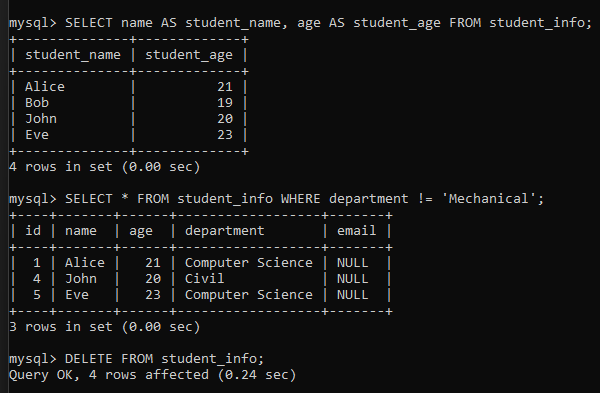 mysql> SELECT name AS student_name, age AS student_age FROM student_info;
+--------------+-------------+
| student_name | student_age |
+--------------+-------------+
| Alice        |          21 |
| Bob          |          19 |
| John         |          20 |
| Eve          |          23 |
+--------------+-------------+
4 rows in set (0.00 sec)
mysql> SELECT * FROM student_info WHERE department != 'Mechanical';
+----+-------+------+------------------+-------+
| id | name  | age  | department       | email |
+----+-------+------+------------------+-------+
|  1 | Alice |   21 | Computer Science | NULL  |
|  4 | John  |   20 | Civil            | NULL  |
|  5 | Eve   |   23 | Computer Science | NULL  |
+----+-------+------+------------------+-------+
3 rows in set (0.00 sec)
mysql> DELETE FROM student_info;
Query OK, 4 rows affected (0.24 sec)